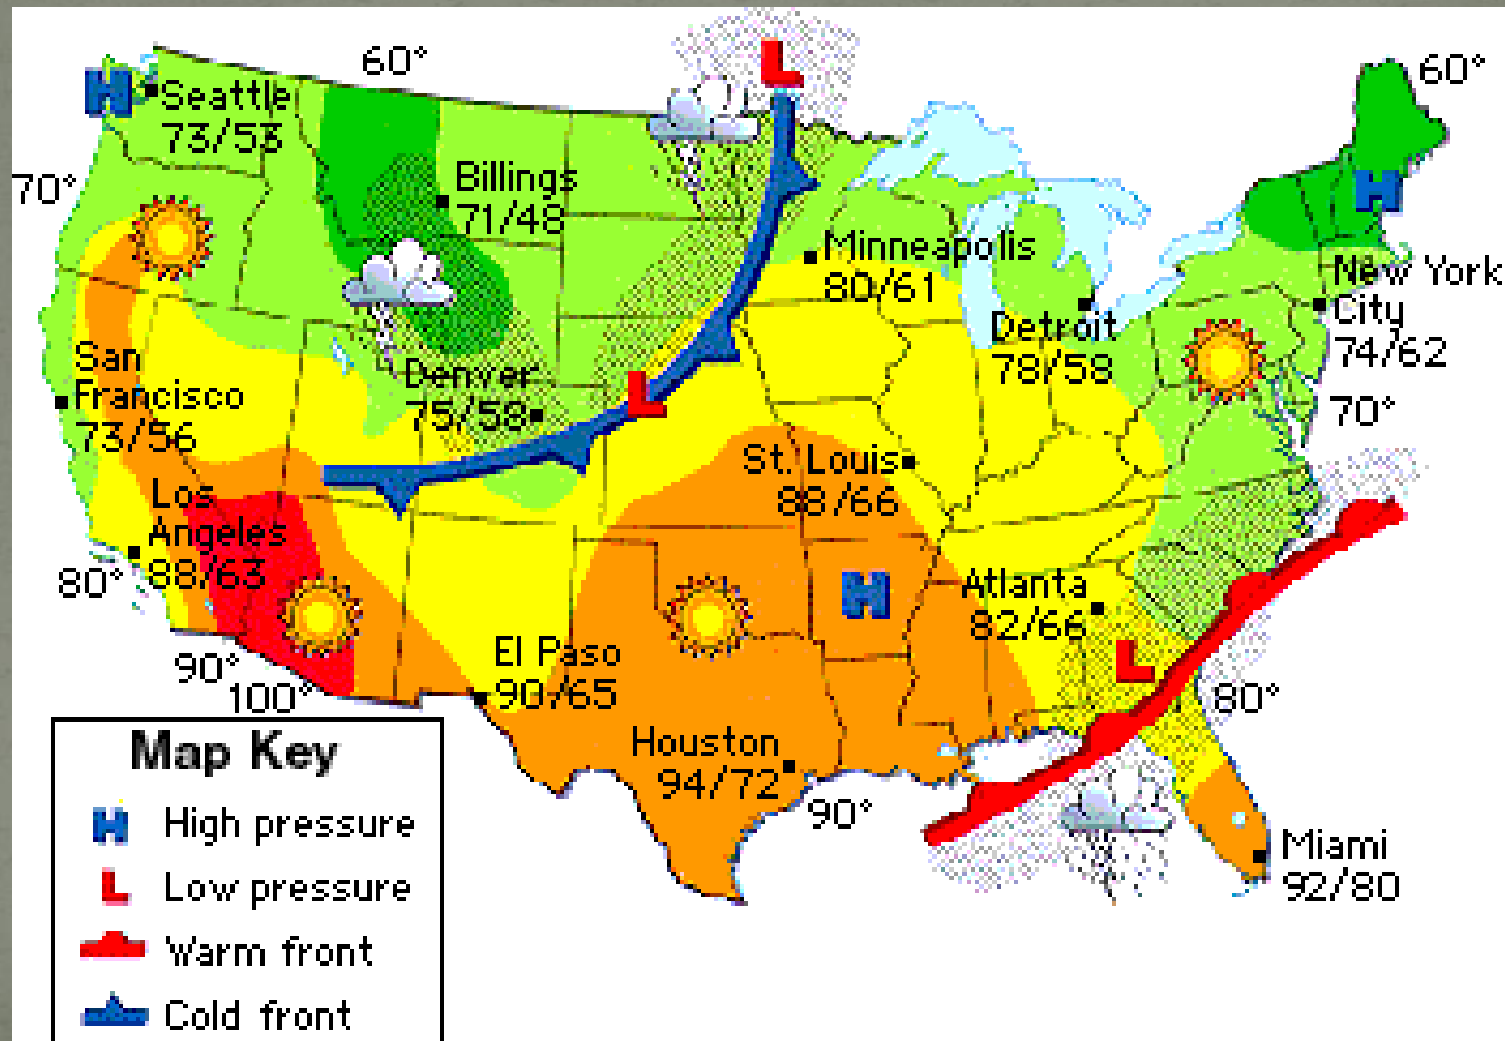 60°
L
60°
H
Seattle
73/53
70°
Billings
71/48
H
Minneapolis
80/61
New York
City
74/62
Detroit
78/58
San
Francisco
73/56
Denver
75/58
L
70°
St. Louis
88/66
Los
Angeles
88/63
80°
H
Atlanta
82/66
L
90°
100°
El Paso
90/65
80°
Houston
94/72
90°
Miami
92/80
Map Key
H High pressure
L Low pressure
Warm front
Cold front